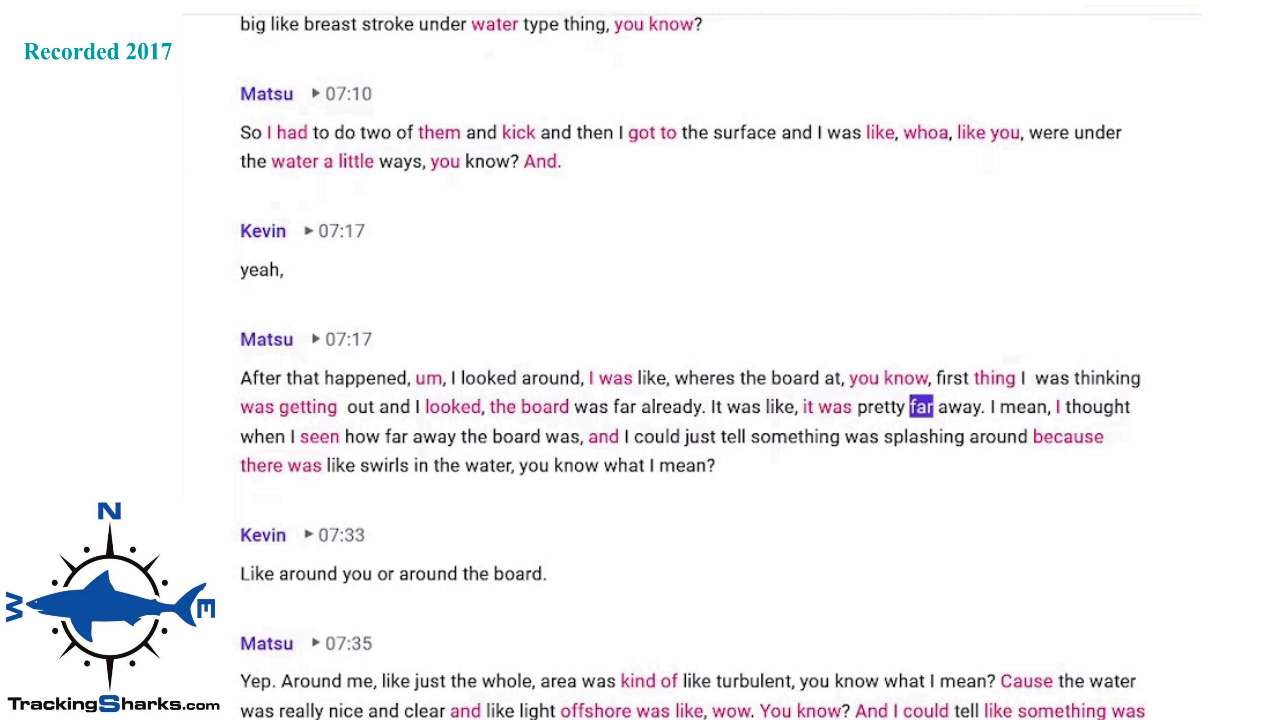 big like breast stroke under water type thing, you know?
Recorded 2017
Matsu 07:10
So I had to do two of them and kick and then I got to the surface and I was like, whoa, like you, were under
the water a little ways, you know? And.
Kevin 07:17
yeah,
Matsu 07:17
After that happened, um, I looked around, I was like, wheres the board at, you know, first thing I was thinking
was getting out and I looked, the board was far already. It was like, it was pretty far away. I mean, I thought
when I seen how far away the board was, and I could just tell something was splashing around because
there was like swirls in the water, you know what I mean?
Kevin 07:33
Like around you or around the board.
Matsu 07:35
Yep. Around me, like just the whole, area was kind of like turbulent, you know what I mean? Cause the water
was really nice and clear and like light offshore was like, wow. You know? And I could tell like something was
N
W
E
TrackingSharks.com